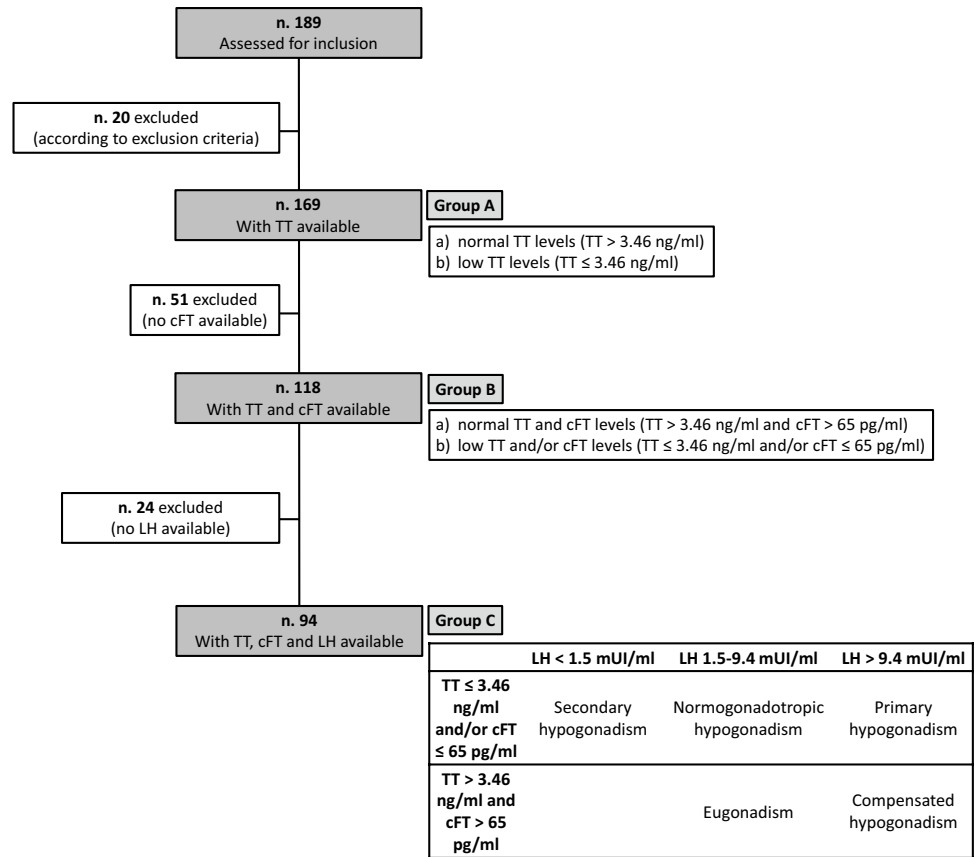 n. 189
Assessed for inclusion
n. 20 excluded
(according to exclusion criteria)
n. 169
With TT available
Group A
a) normal TT levels (TT > 3.46 ng/ml)
b) low TT levels (TT ≤ 3.46 ng/ml)
n. 51 excluded
(no cFT available)
n. 118
With TT and cFT available
Group B
a) normal TT and cFT levels (TT > 3.46 ng/ml and cFT > 65 pg/ml)
b) low TT and/or cFT levels (TT ≤ 3.46 ng/ml and/or cFT ≤ 65 pg/ml)
n. 24 excluded
(no LH available)
n. 94
With TT, cFT and LH available
Group C
LH < 1.5 mUI/ml LH 1.5-9.4 mUI/ml LH > 9.4 mUI/ml
TT ≤ 3.46
ng/ml
and/or cFT
≤ 65 pg/ml
Secondary
hypogonadism
Normogonadotropic
hypogonadism
Primary
hypogonadism
TT > 3.46
ng/ml and
cFT > 65
pg/ml
Eugonadism
Compensated
hypogonadism